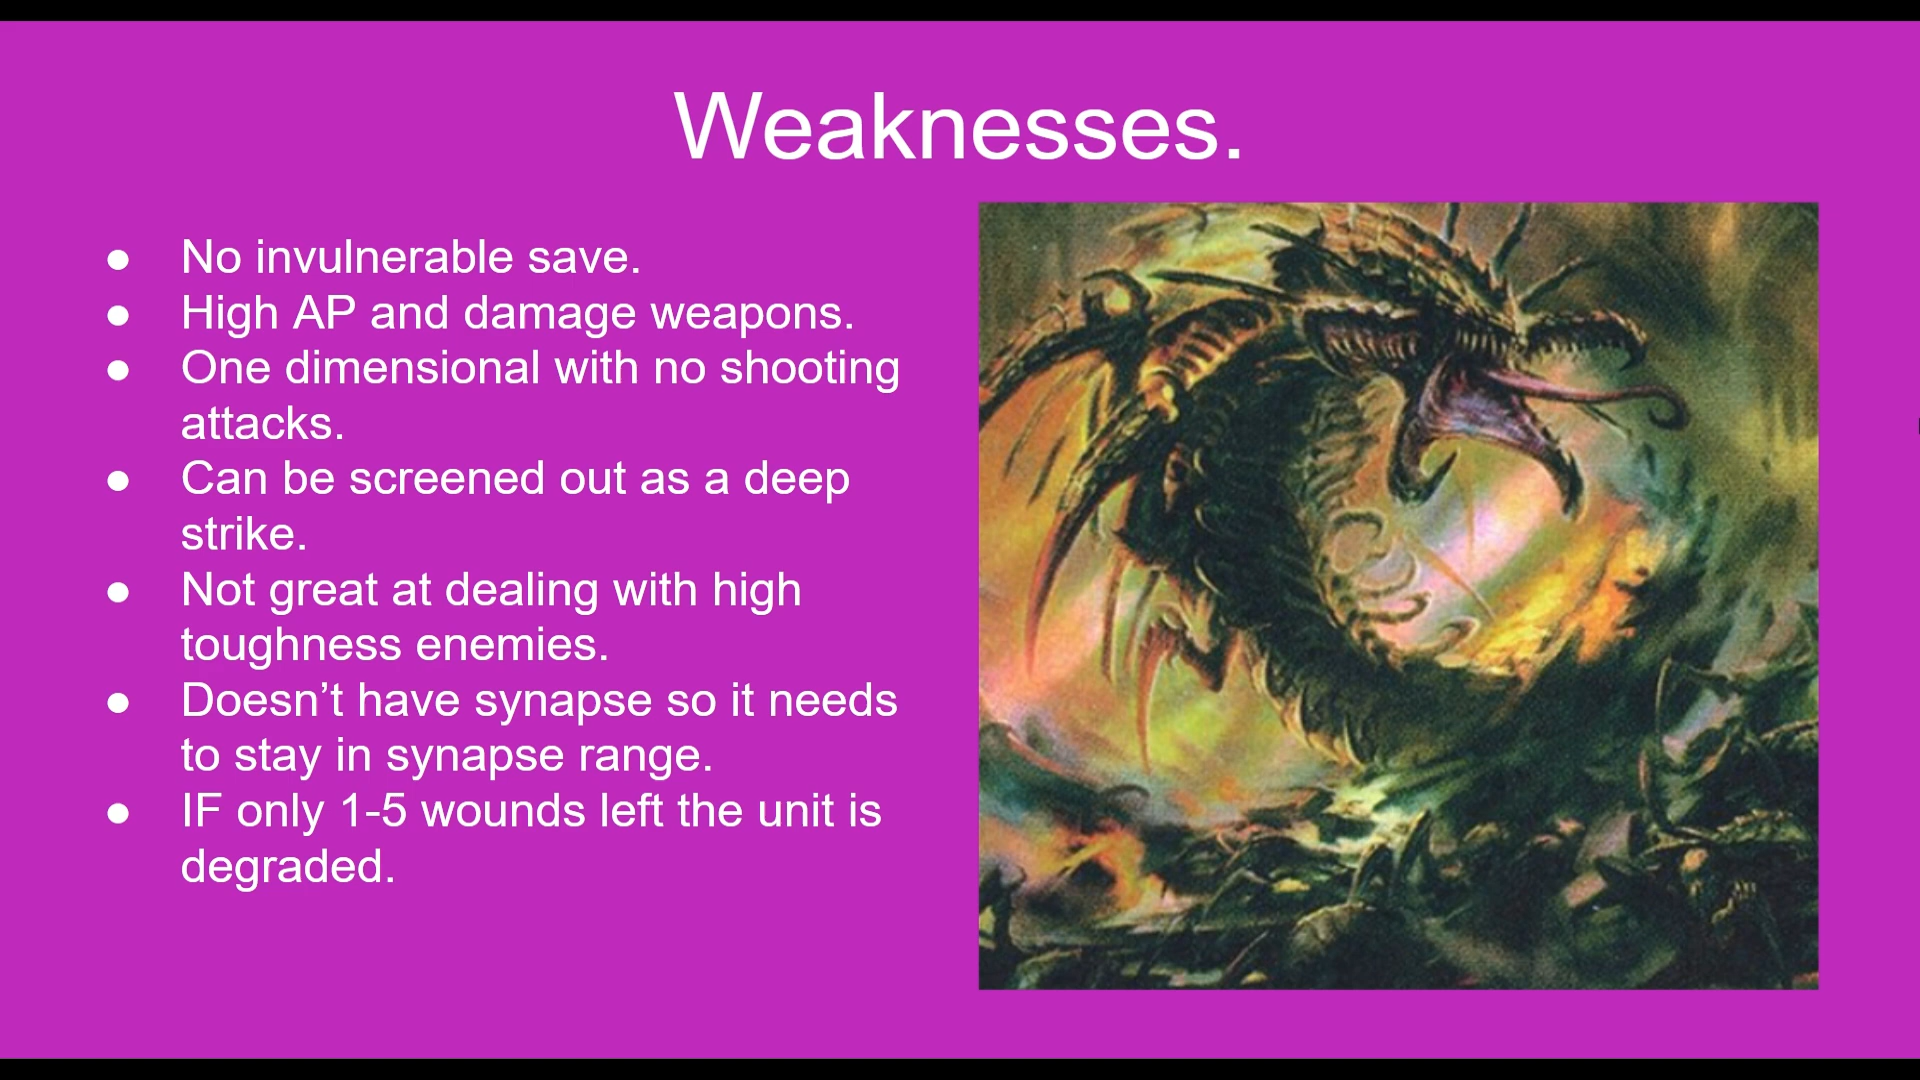 Weaknesses.
● No invulnerable save.
● High AP and damage weapons.
● One dimensional with no shooting
attacks.
● Can be screened out as a deep
strike.
● Not great at dealing with high
toughness enemies.
● Doesn’t have synapse so it needs
to stay in synapse range.
● IF only 1-5 wounds left the unit is
degraded.